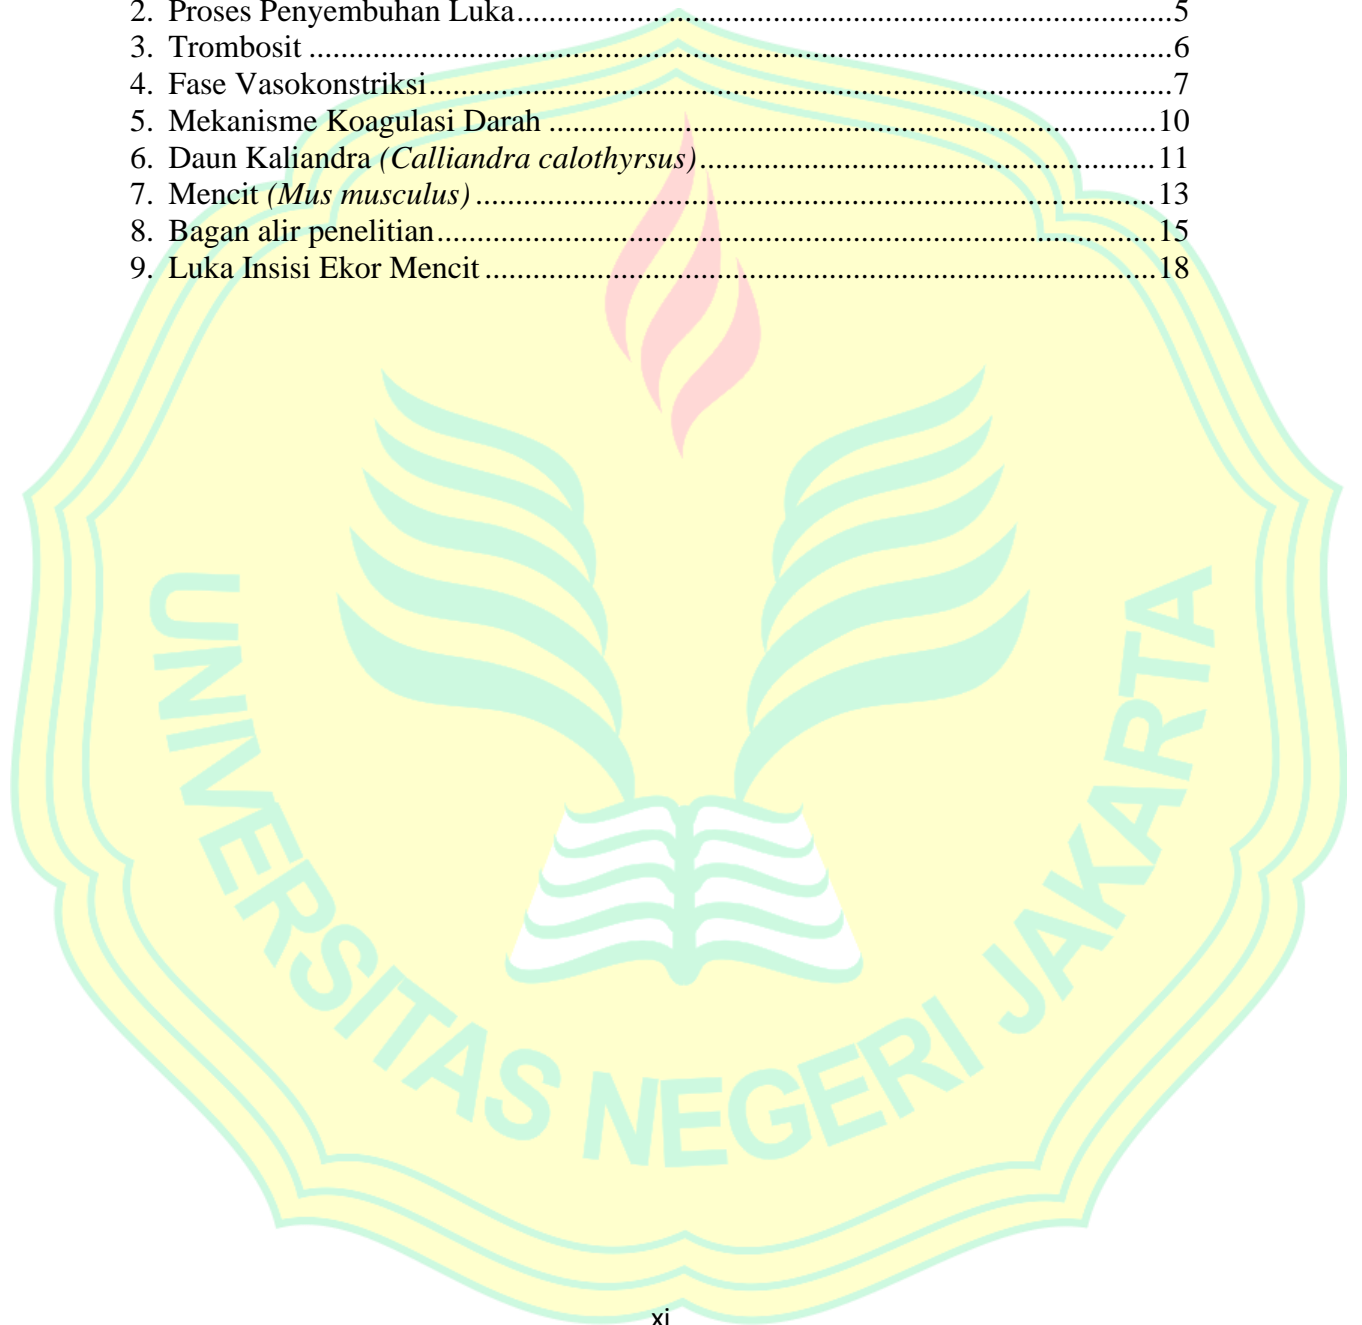 2. Proses Penyembuhan Luka..........................................................................................5
3. Trombosit ....................................................................................................................6
4. Fase Vasokonstriksi.....................................................................................................7
5. Mekanisme Koagulasi Darah .....................................................................................10
6. Daun Kaliandra (Calliandra calothyrsus)...................................................................11
7. Mencit (Mus musculus) ..............................................................................................13
8. Bagan alir penelitian...................................................................................................15
9. Luka Insisi Ekor Mencit .............................................................................................18
UNIVERSITAS NEGERI JAKARTA
xi